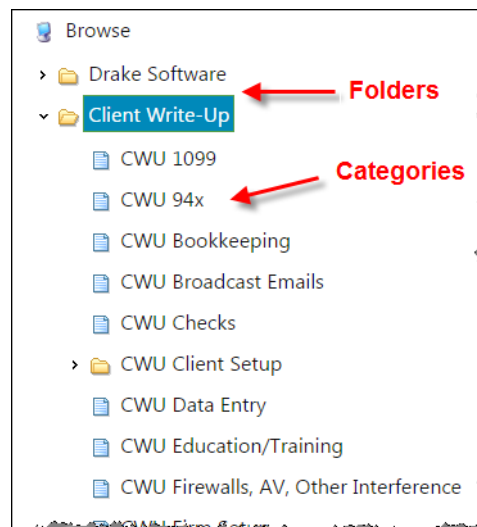 Browse
Drake Software
Folders
Client Write-Up
CWU 1099
Categories
CWU 94x
CWU Bookkeeping
CWU Broadcast Emails
CWU Checks
CWU Client Setup
CWU Data Entry
CWU Education/Training
CWU Firewalls, AV, Other Interference